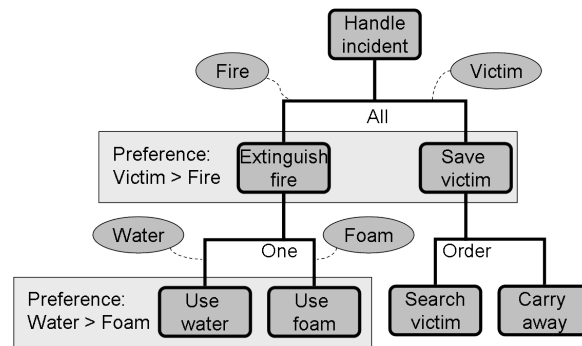 Handle
incident
Fire
Victim
All
Preference:
Victim > Fire
Extinguish
fire
Save
victim
Water
Foam
One
Order
Preference:
Water > Foam
Use
water
Use
foam
Search
victim
Carry
away